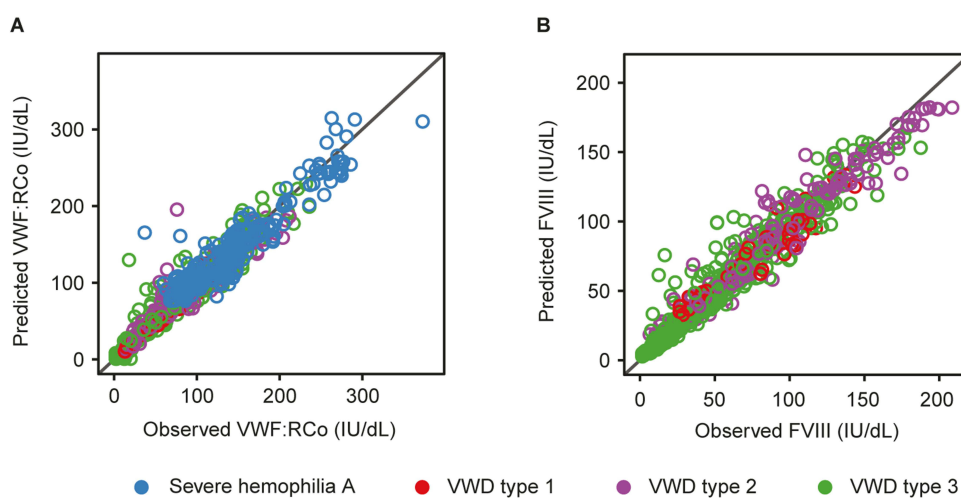 A
Predicted VWF:RCo (IU/dL)
300
200
100
0
0 100 200 300
Observed VWF:RCo (IU/dL)
B
Predicted FVIII (IU/dL)
200
150
100
50
0
0 50 100 150 200
Observed FVIII (IU/dL)
Severe hemophilia A VWD type 1 VWD type 2 VWD type 3